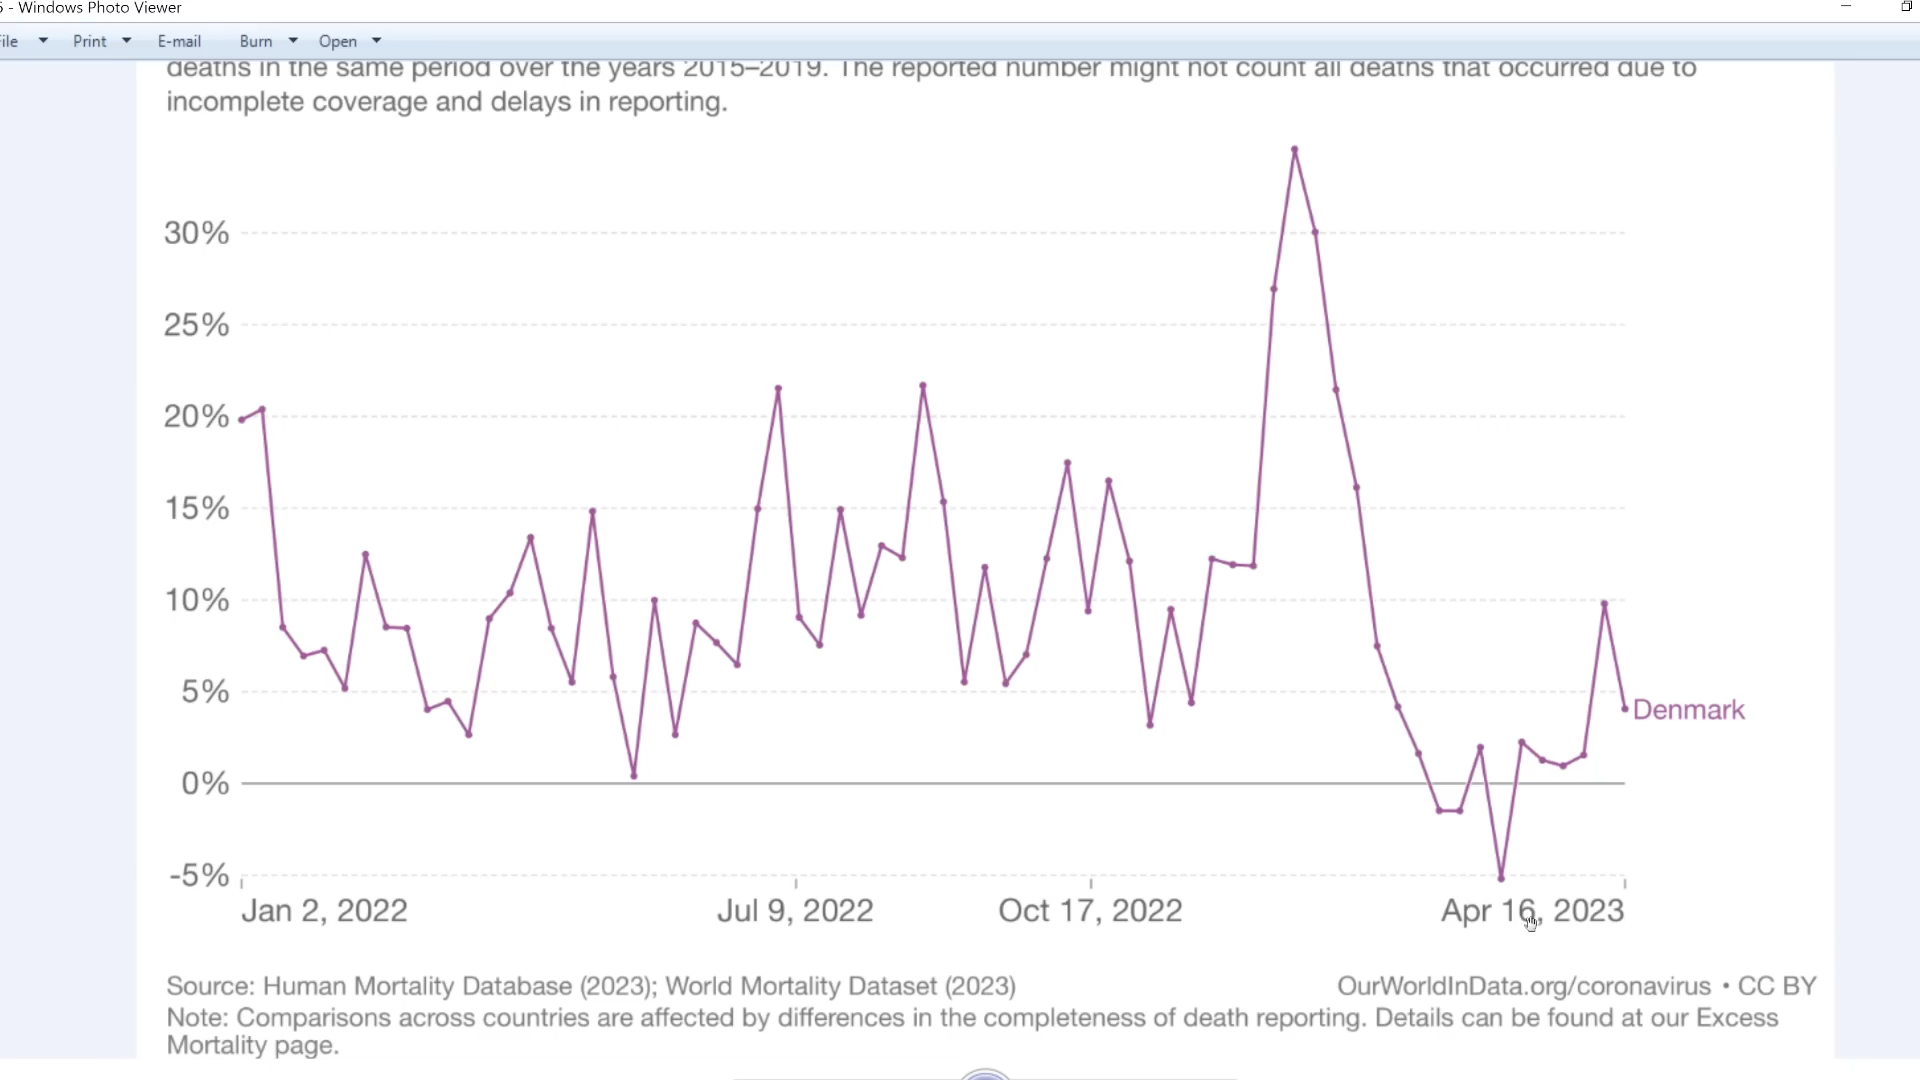 5 - Windows Photo Viewer
File Print E-mail Burn Open
deaths in the same period over the years 2015–2019. The reported number might not count all deaths that occurred due to
incomplete coverage and delays in reporting.
30%
25%
20%
15%
10%
5%
Denmark
0%
-5%
Jan 2, 2022 Jul 9, 2022 Oct 17, 2022 Apr 16, 2023
Source: Human Mortality Database (2023); World Mortality Dataset (2023) OurWorldInData.org/coronavirus • CC BY
Note: Comparisons across countries are affected by differences in the completeness of death reporting. Details can be found at our Excess
Mortality page.